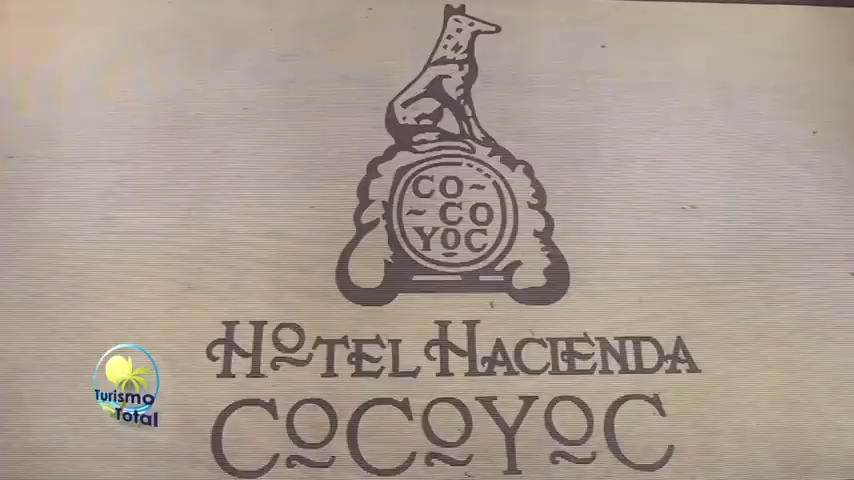 CO~
~CO
YOC
HOTEL HACIENDA
COCOYOC
Turismo
Total